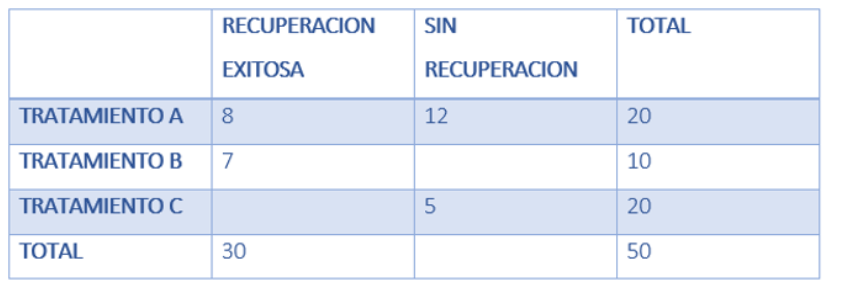 RECUPERACION EXITOSA SIN RECUPERACION TOTAL
TRATAMIENTO A 8 12 20
TRATAMIENTO B 7 10
TRATAMIENTO C 5 20
TOTAL 30 50